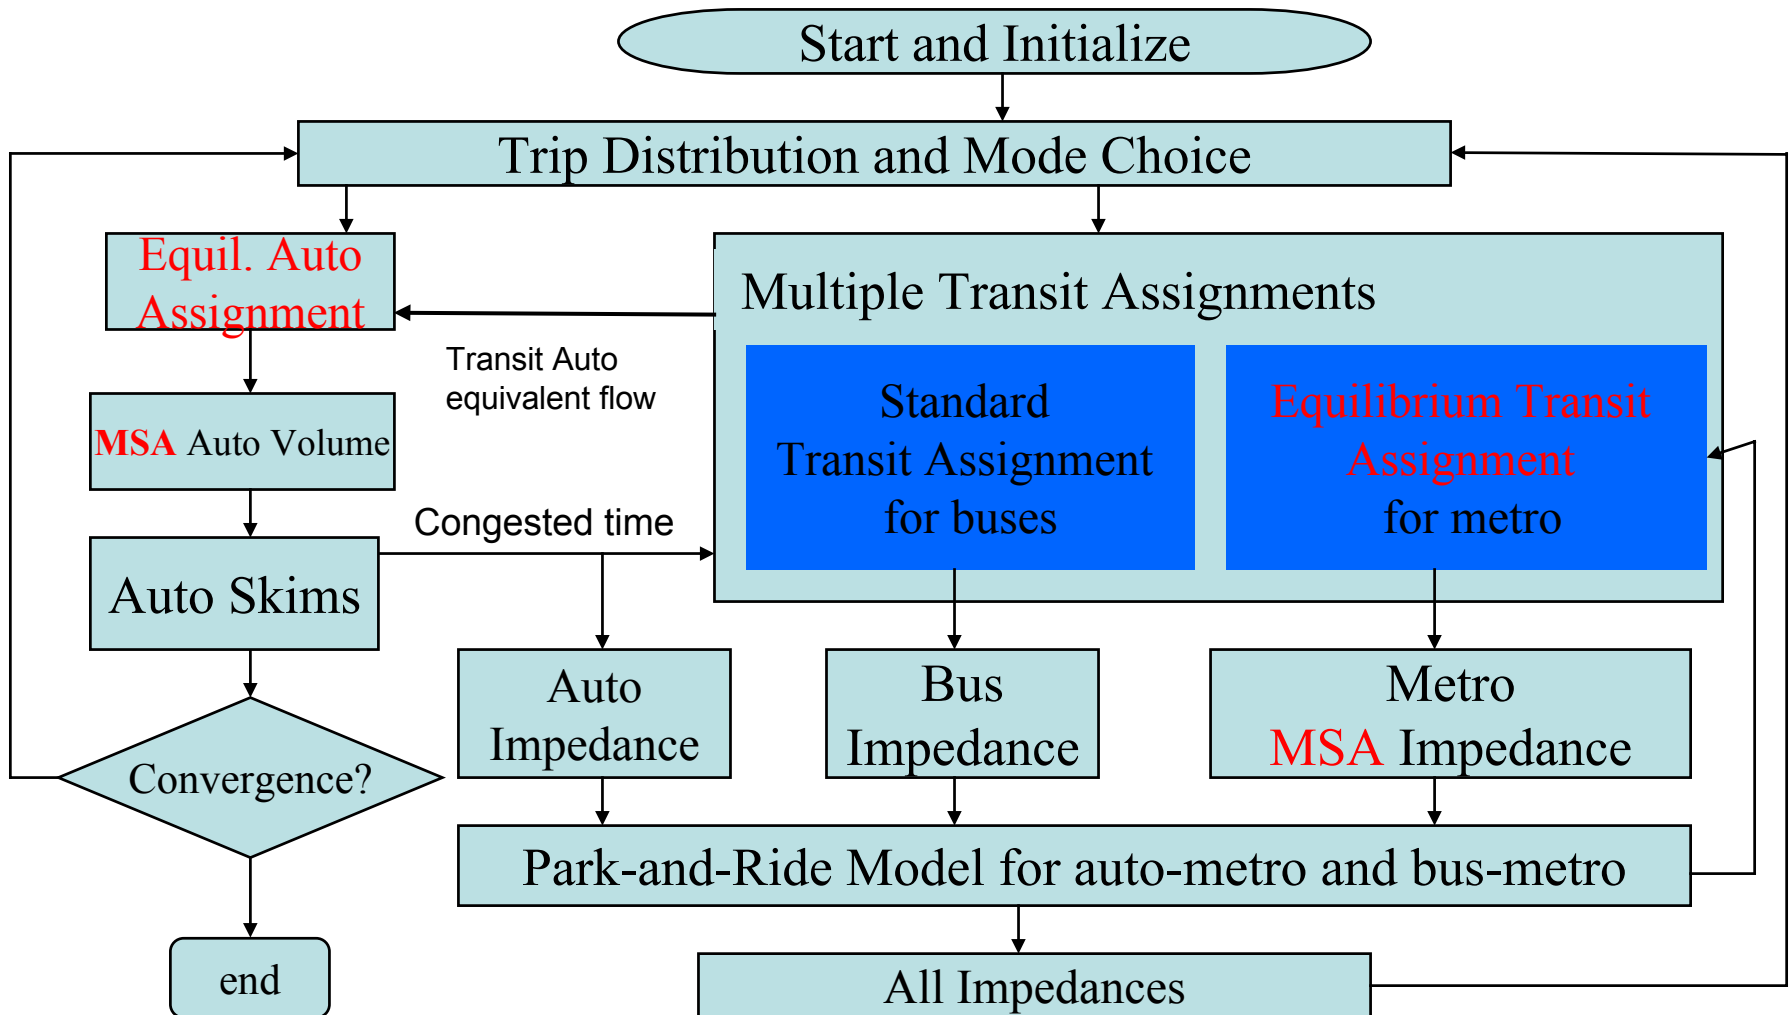 Start and Initialize
Trip Distribution and Mode Choice
Equil. Auto
Assignment
Multiple Transit Assignments
Transit Auto
equivalent flow
Standard
Transit Assignment
for buses
Equilibrium Transit
Assignment
for metro
MSA Auto Volume
Congested time
Auto Skims
Auto
Impedance
Bus
Impedance
Metro
MSA Impedance
Convergence?
Park-and-Ride Model for auto-metro and bus-metro
end
All Impedances